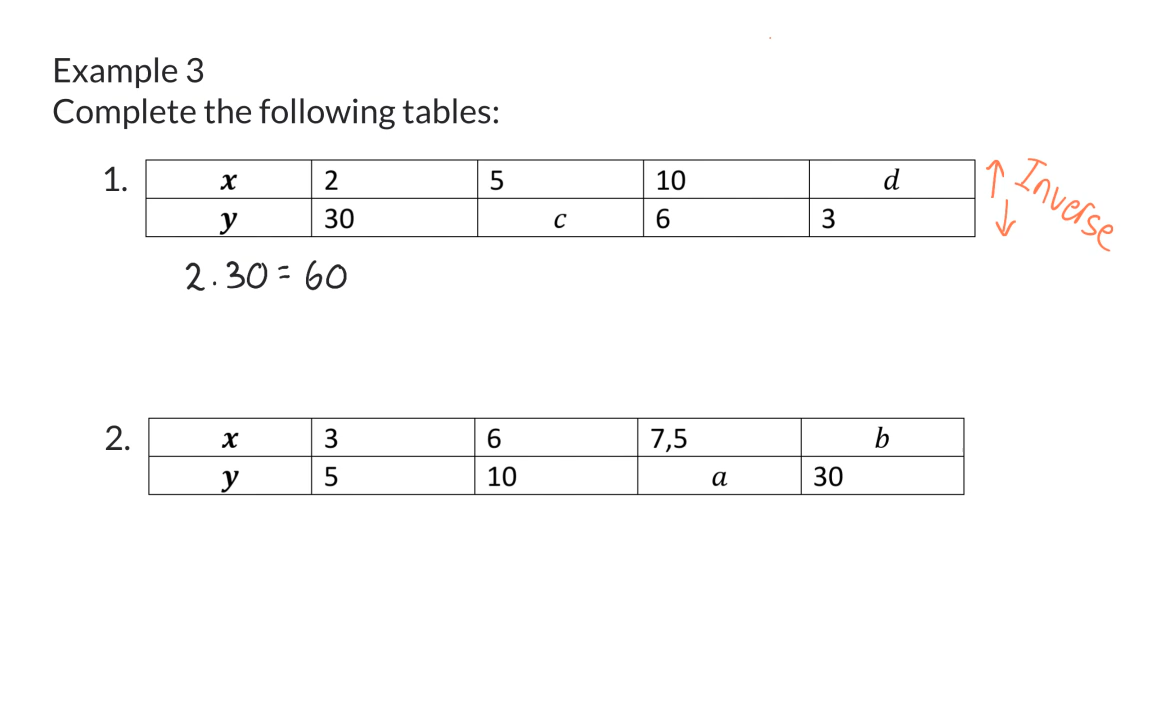 Example 3
Complete the following tables:
1. x 2 5 10 d
y 30 c 6 3
↑ Inverse ↓
2.30 = 60
2. x 3 6 7,5 b
y 5 10 a 30